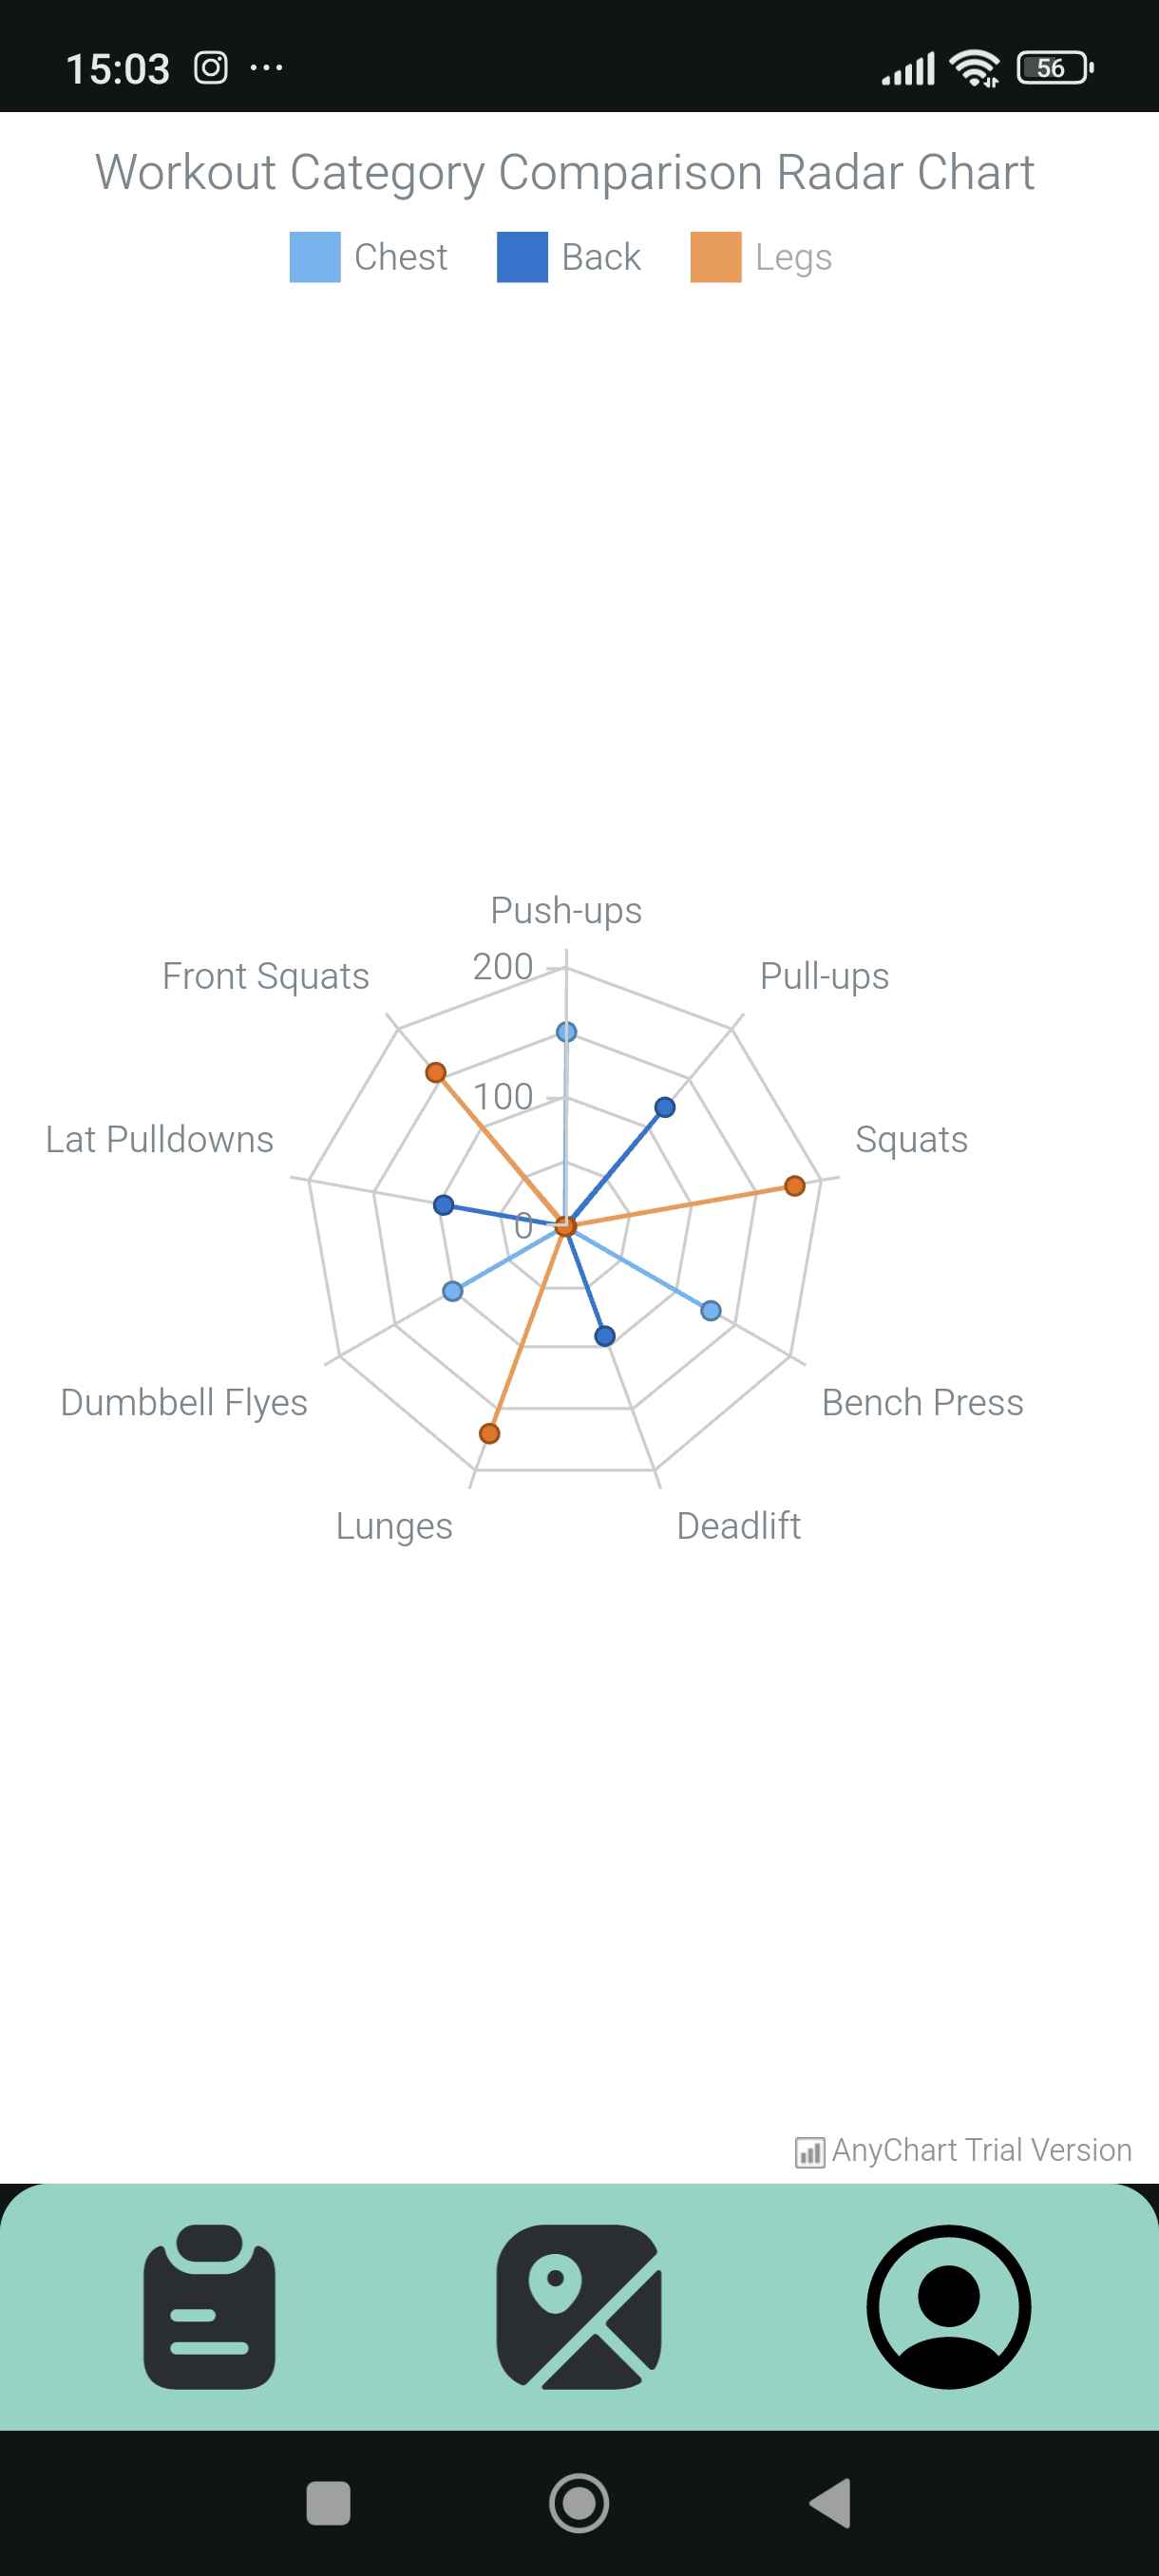 15:03
56
Workout Category Comparison Radar Chart
Chest Back Legs
Push-ups
200
Front Squats
Pull-ups
100
Lat Pulldowns
Squats
0
Dumbbell Flyes
Bench Press
Lunges
Deadlift
AnyChart Trial Version